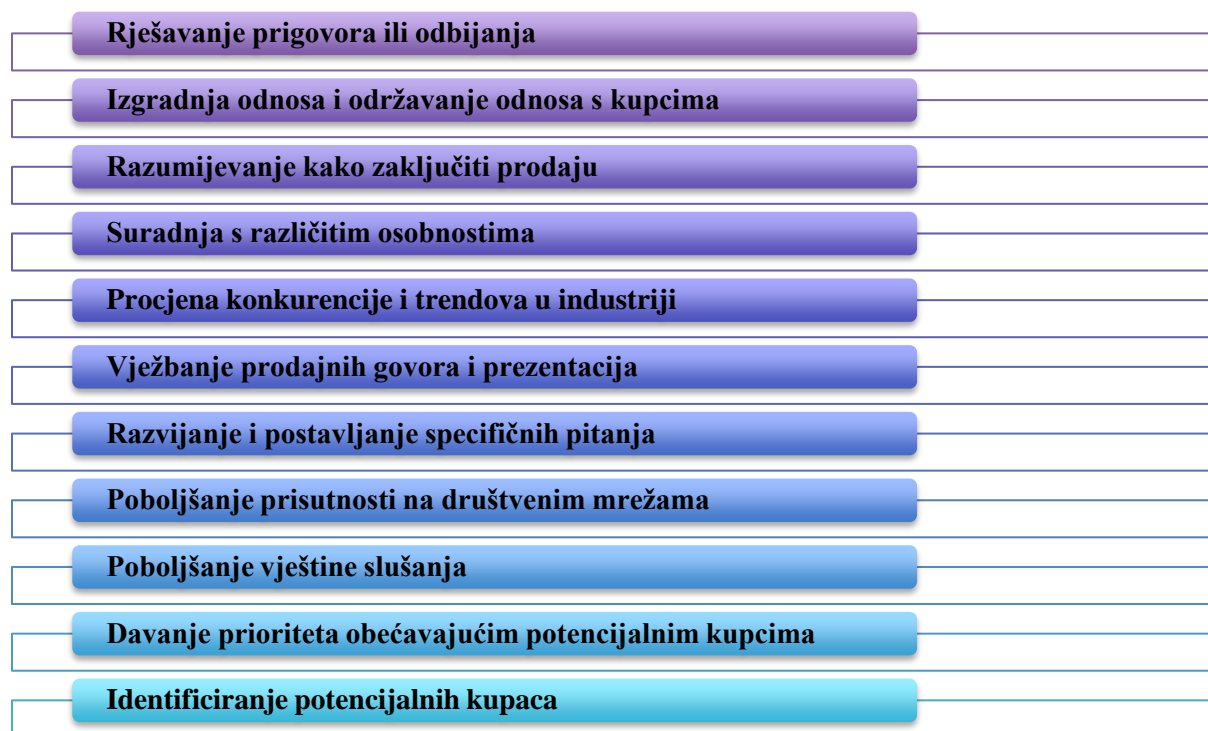 Rješavanje prigovora ili odbijanja
Izgradnja odnosa i održavanje odnosa s kupcima
Razumijevanje kako zaključiti prodaju
Suradnja s različitim osobnostima
Procjena konkurencije i trendova u industriji
Vježbanje prodajnih govora i prezentacija
Razvijanje i postavljanje specifičnih pitanja
Poboljšanje prisutnosti na društvenim mrežama
Poboljšanje vještine slušanja
Davanje prioriteta obećavajućim potencijalnim kupcima
Identificiranje potencijalnih kupaca